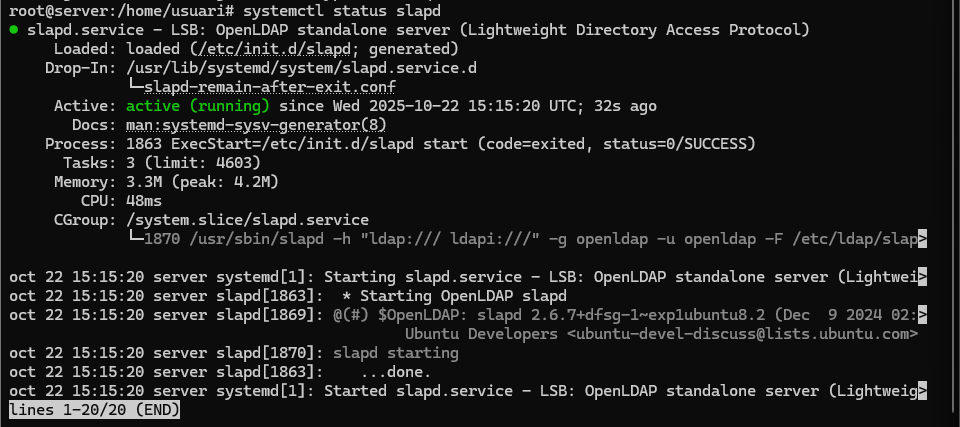 root@server:/home/usuari# systemctl status slapd
● slapd.service - LSB: OpenLDAP standalone server (Lightweight Directory Access Protocol)
     Loaded: loaded (/etc/init.d/slapd; generated)
    Drop-In: /usr/lib/systemd/system/slapd.service.d
             └─slapd-remain-after-exit.conf
     Active: active (running) since Wed 2025-10-22 15:15:20 UTC; 32s ago
       Docs: man:systemd-sysv-generator(8)
    Process: 1863 ExecStart=/etc/init.d/slapd start (code=exited, status=0/SUCCESS)
      Tasks: 3 (limit: 4603)
     Memory: 3.3M (peak: 4.2M)
        CPU: 48ms
     CGroup: /system.slice/slapd.service
             └─1870 /usr/sbin/slapd -h "ldap:/// ldapi:///" -g openldap -u openldap -F /etc/ldap/slap>

oct 22 15:15:20 server systemd[1]: Starting slapd.service - LSB: OpenLDAP standalone server (Lightwei>
oct 22 15:15:20 server slapd[1863]:  * Starting OpenLDAP slapd
oct 22 15:15:20 server slapd[1869]: @(#) $OpenLDAP: slapd 2.6.7+dfsg-1~exp1ubuntu8.2 (Dec  9 2024 02:>
                                            Ubuntu Developers <ubuntu-devel-discuss@lists.ubuntu.com>
oct 22 15:15:20 server slapd[1870]: slapd starting
oct 22 15:15:20 server slapd[1863]:    ...done.
oct 22 15:15:20 server systemd[1]: Started slapd.service - LSB: OpenLDAP standalone server (Lightweig>
lines 1-20/20 (END)